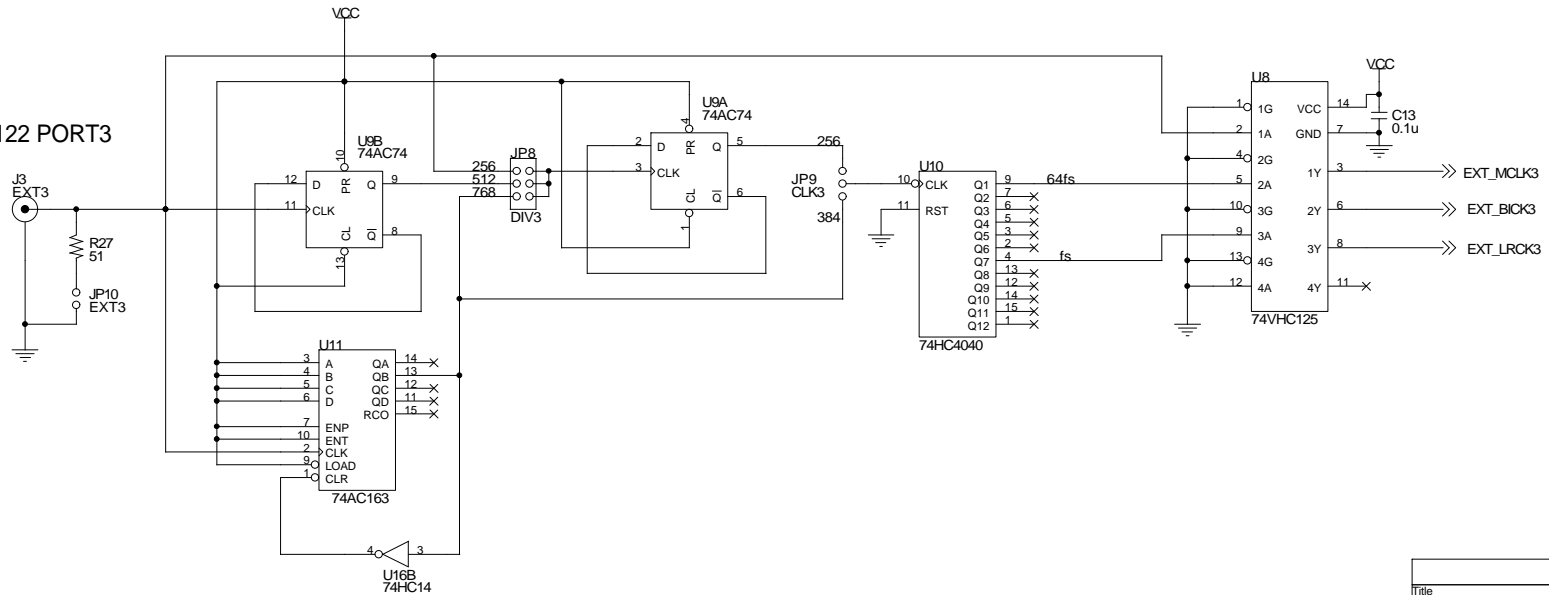 VCC
122 PORT3
J3
EXT3
R27
51
JP10
EXT3
U9B
74AC74
10
12 D PR Q 9
11 CLK
CL Q 8
13
256
512
768
JP8
DIV3
U9A
74AC74
4
2 D PR Q 5
3 CLK
CL Q 6
1
256
JP9
CLK3
384
U10
10 CLK
11 RST
Q1 9
Q2 7
Q3 6
Q4 5
Q5 3
Q6 2
Q7 4
Q8 13
Q9 12
Q10 14
Q11 15
Q12 1
74HC4040
64fs
fs
U8
1 1G VCC 14
2 1A GND 7
4 2G
5 2A 1Y 3
10 3G 2Y 6
9 3A 3Y 8
13 4G
12 4A 4Y 11
74VHC125
VCC
C13
0.1u
EXT_MCLK3
EXT_BICK3
EXT_LRCK3
U11
3 A QA 14
4 B QB 13
5 C QC 12
6 D QD 11
RCO 15
7 ENP
10 ENT
2 CLK
9 LOAD
1 CLR
74AC163
4 3
U16B
74HC14
Title